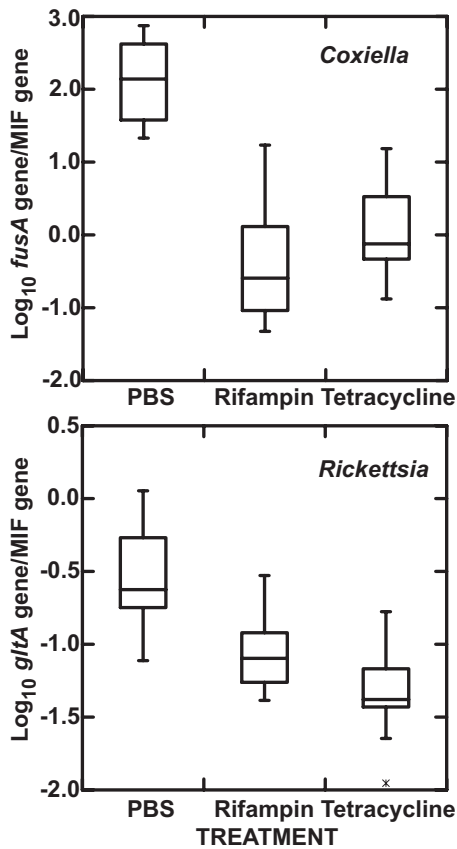 3.0
2.0
1.0
0.0
-1.0
-2.0
Log10 fusA gene/MIF gene
Coxiella
PBS Rifampin Tetracycline
0.5
0.0
-0.5
-1.0
-1.5
-2.0
Log10 gltA gene/MIF gene
Rickettsia
PBS Rifampin Tetracycline
TREATMENT